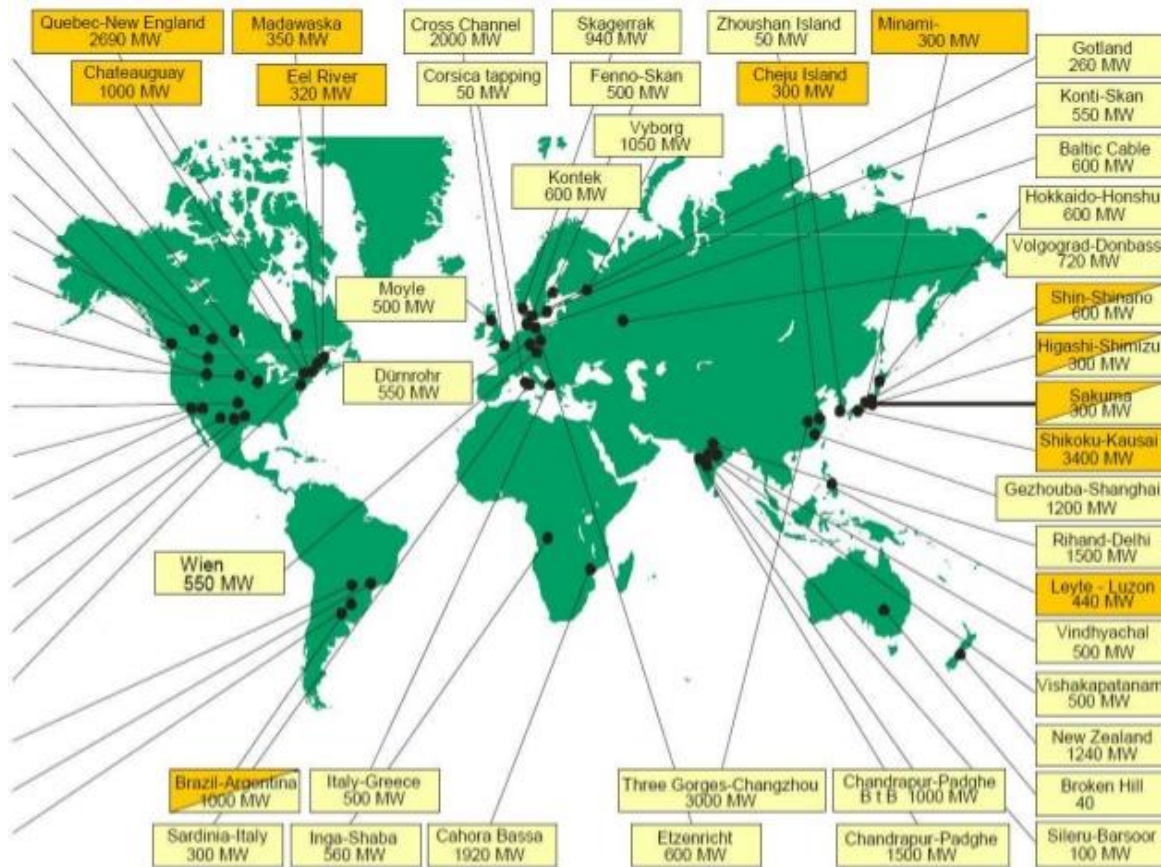 Quebec-New England
2690 MW
Madawaska
350 MW
Cross Channel
2000 MW
Skagerrak
940 MW
Zhoushan Island
50 MW
Minami-
300 MW
Chateauguay
1000 MW
Eel River
320 MW
Corsica tapping
50 MW
Fenno-Skan
500 MW
Cheju Island
300 MW
Gotland
260 MW
Konti-Skan
550 MW
Vyborg
1050 MW
Baltic Cable
600 MW
Kontek
600 MW
Hokkaido-Honshu
600 MW
Volgograd-Donbass
720 MW
Moyle
500 MW
Shin-Shinano
600 MW
Higashi-Shimizu
300 MW
Dürnrohr
550 MW
Sakuma
300 MW
Shikoku-Kausai
3400 MW
Gezhouba-Shanghai
1200 MW
Rihand-Delhi
1500 MW
Wien
550 MW
Leyte - Luzon
440 MW
Vindhyachal
500 MW
Vishakapatanam
500 MW
New Zealand
1240 MW
Brazil-Argentina
1000 MW
Italy-Greece
500 MW
Three Gorges-Changzhou
3000 MW
Chandrapur-Padghe
B t B 1000 MW
Broken Hill
40
Sardinia-Italy
300 MW
Inga-Shaba
560 MW
Cahora Bassa
1920 MW
Etzenricht
600 MW
Chandrapur-Padghe
1500 MW
Sileru-Barsoor
100 MW